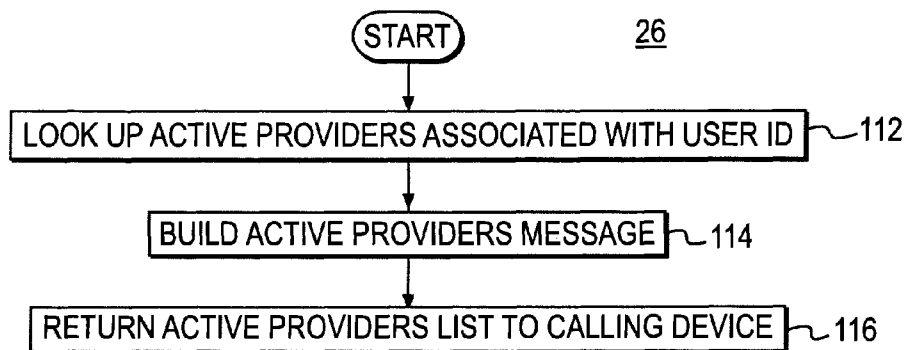 START
26
LOOK UP ACTIVE PROVIDERS ASSOCIATED WITH USER ID
112
BUILD ACTIVE PROVIDERS MESSAGE
114
RETURN ACTIVE PROVIDERS LIST TO CALLING DEVICE
116